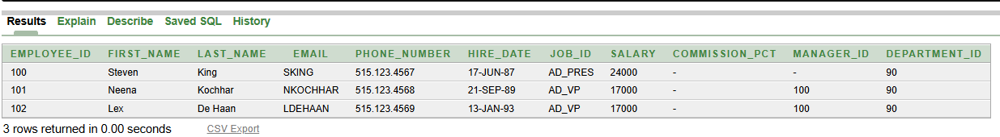 Results Explain Describe Saved SQL History
EMPLOYEE_ID FIRST_NAME LAST_NAME EMAIL PHONE_NUMBER HIRE_DATE JOB_ID SALARY COMMISSION_PCT MANAGER_ID DEPARTMENT_ID
100 Steven King SKING 515.123.4567 17-JUN-87 AD_PRES 24000 - - 90
101 Neena Kochhar NKOCHHAR 515.123.4568 21-SEP-89 AD_VP 17000 - 100 90
102 Lex De Haan LDEHAAN 515.123.4569 13-JAN-93 AD_VP 17000 - 100 90
3 rows returned in 0.00 seconds CSV Export